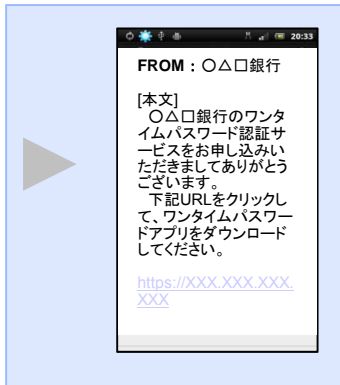 20:33
FROM：〇△□銀行
[本文]
〇△□銀行のワンタ
イムパスワード認証サ
ービスをお申し込みい
ただきましてありがとう
ございます。
下記URLをクリックし
て、ワンタイムパスワー
ドアプリをダウンロード
してください。
https://XXX.XXX.XXX.
XXX